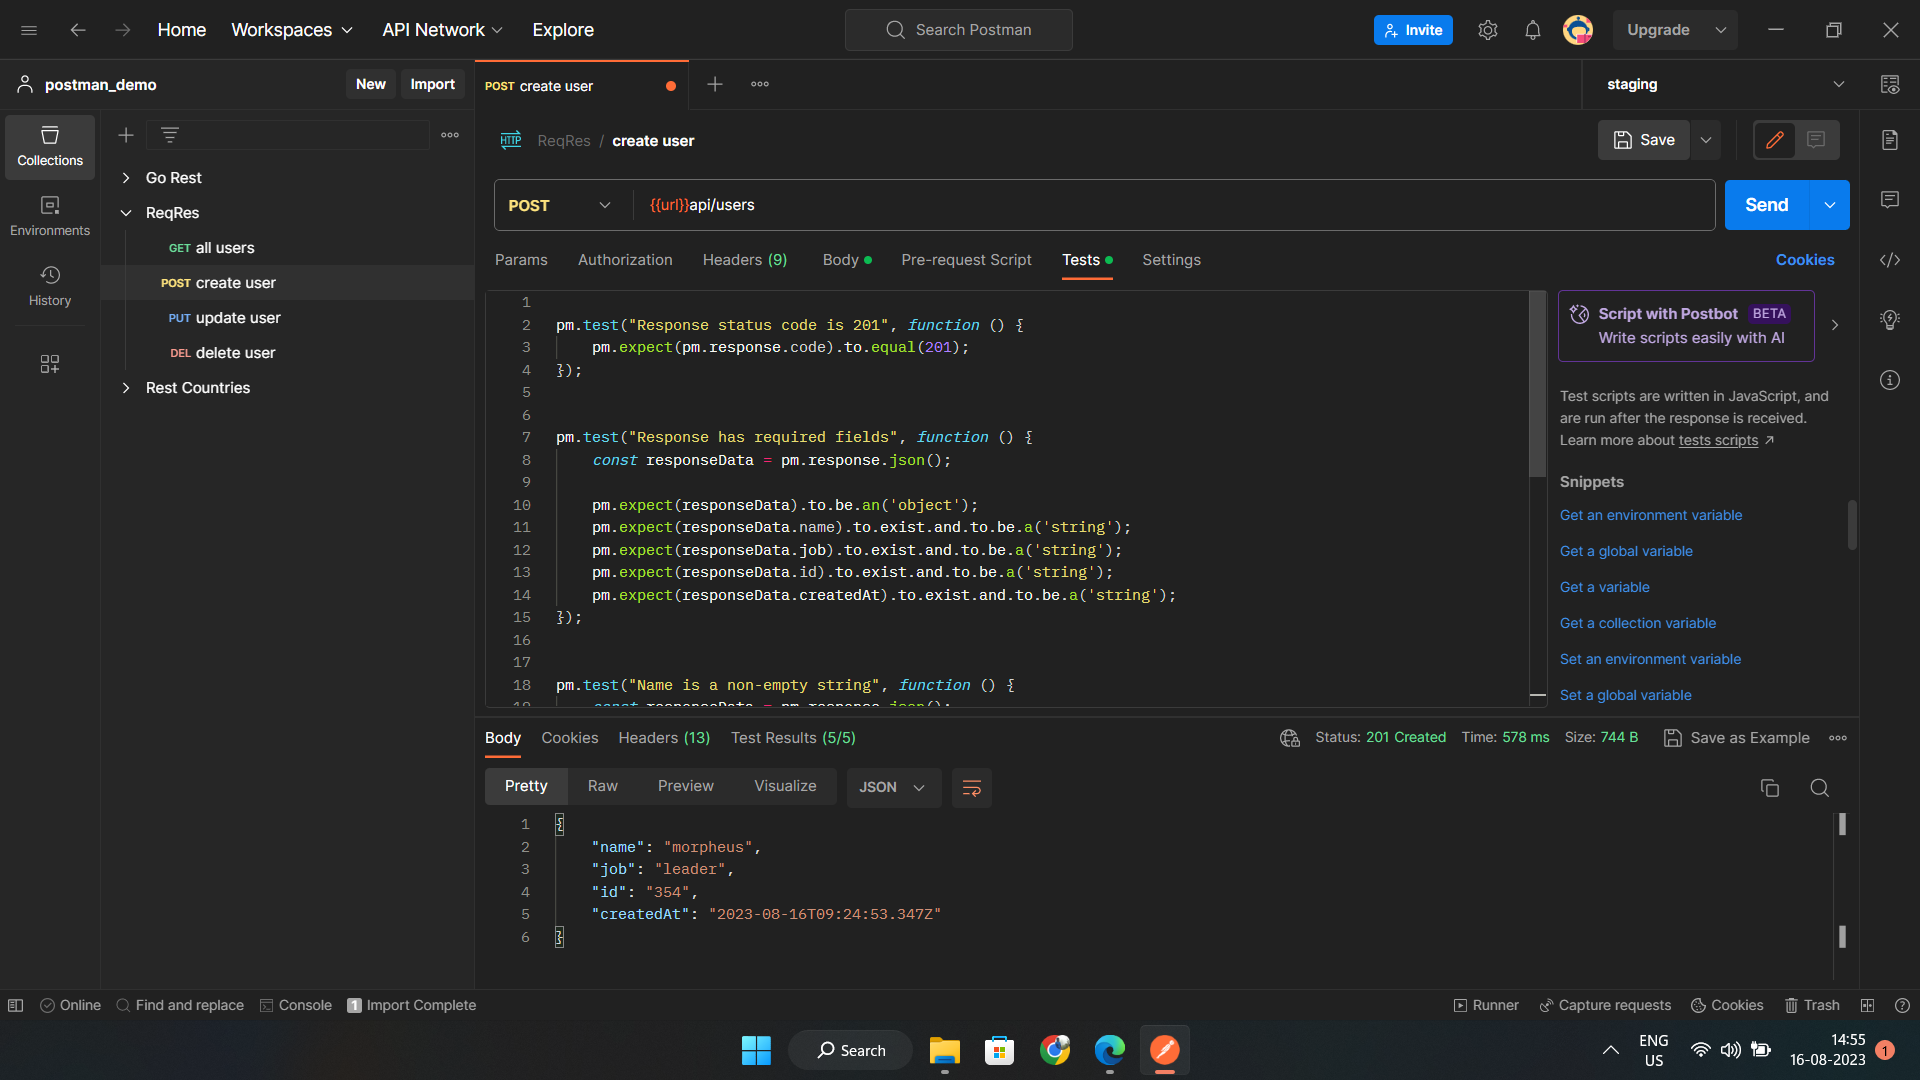 Home Workspaces API Network Explore Search Postman Invite Upgrade
postman_demo New Import POST create user staging
Collections
Environments
History
Go Rest
ReqRes
GET all users
POST create user
PUT update user
DEL delete user
Rest Countries
HTTP ReqRes / create user Save
POST {{url}}api/users Send
Params Authorization Headers (9) Body Pre-request Script Tests Settings Cookies
1
2 pm.test("Response status code is 201", function () {
3 pm.expect(pm.response.code).to.equal(201);
4 });
5
6
7 pm.test("Response has required fields", function () {
8 const responseData = pm.response.json();
9
10 pm.expect(responseData).to.be.an('object');
11 pm.expect(responseData.name).to.exist.and.to.be.a('string');
12 pm.expect(responseData.job).to.exist.and.to.be.a('string');
13 pm.expect(responseData.id).to.exist.and.to.be.a('string');
14 pm.expect(responseData.createdAt).to.exist.and.to.be.a('string');
15 });
16
17
18 pm.test("Name is a non-empty string", function () {
19 const responseData = pm.response.json();
Script with Postbot BETA
Write scripts easily with AI
Test scripts are written in JavaScript, and
are run after the response is received.
Learn more about tests scripts ↗
Snippets
Get an environment variable
Get a global variable
Get a variable
Get a collection variable
Set an environment variable
Set a global variable
Body Cookies Headers (13) Test Results (5/5) Status: 201 Created Time: 578 ms Size: 744 B Save as Example
Pretty Raw Preview Visualize JSON
1 {
2 "name": "morpheus",
3 "job": "leader",
4 "id": "354",
5 "createdAt": "2023-08-16T09:24:53.347Z"
6 }
Online Find and replace Console 1 Import Complete Runner Capture requests Cookies Trash
Search
ENG
US
14:55
16-08-2023
1